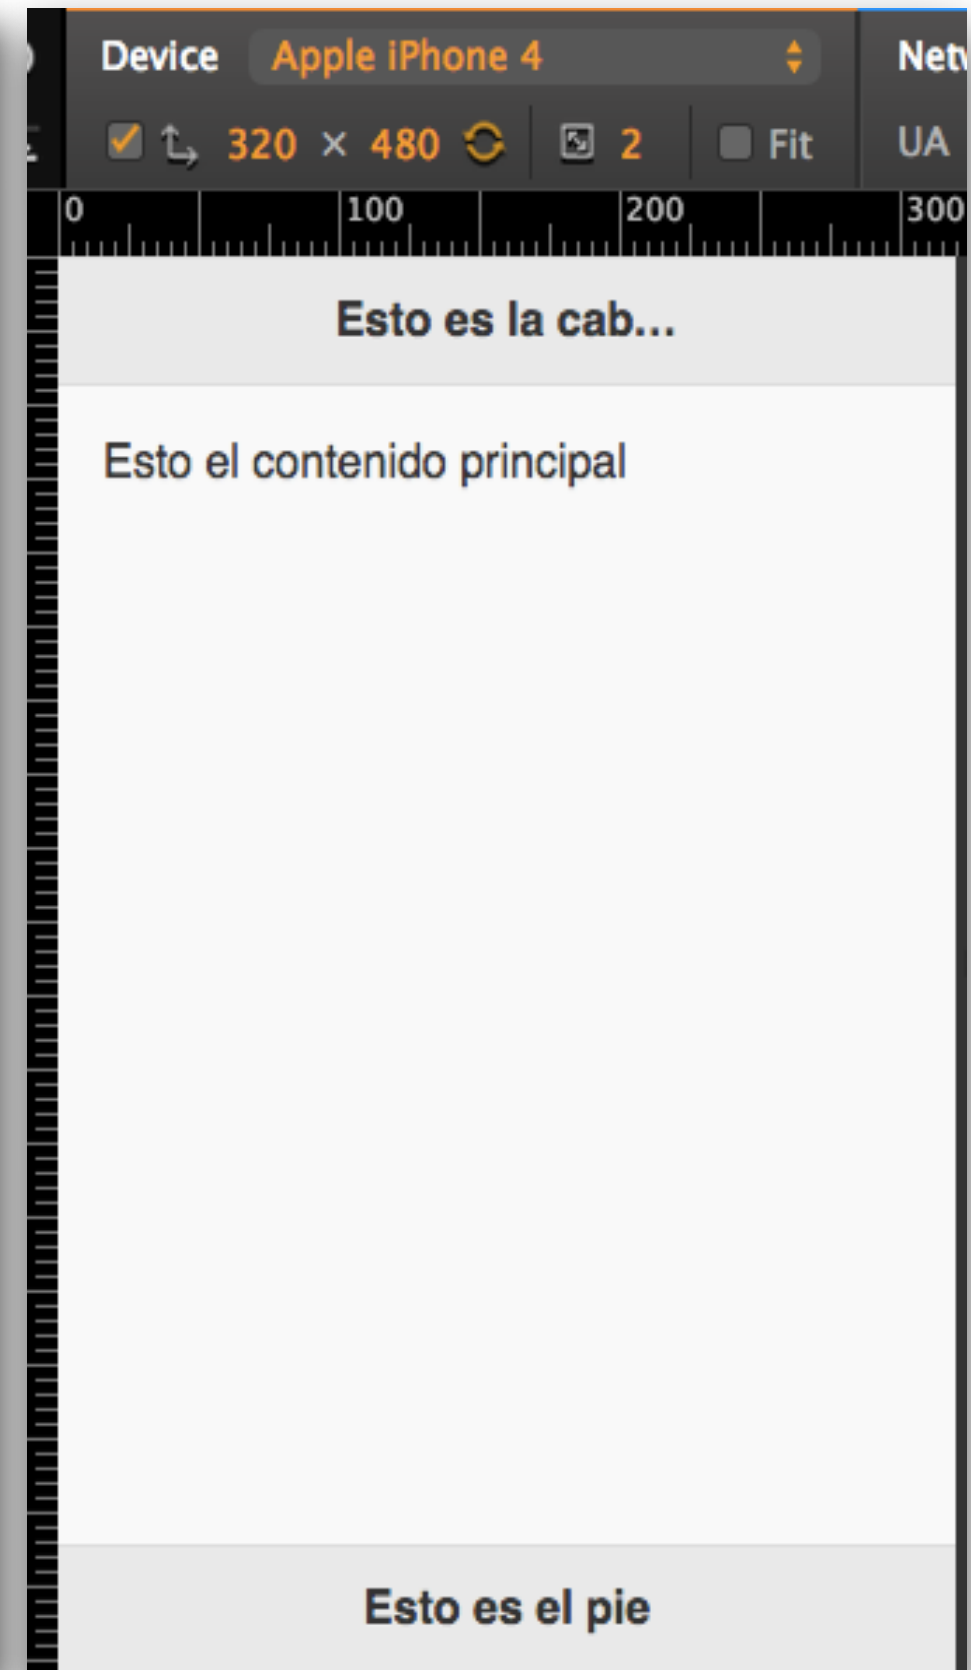 Device Apple iPhone 4
320 × 480 2 Fit UA
0 100 200 300
Esto es la cab...
Esto el contenido principal
Esto es el pie